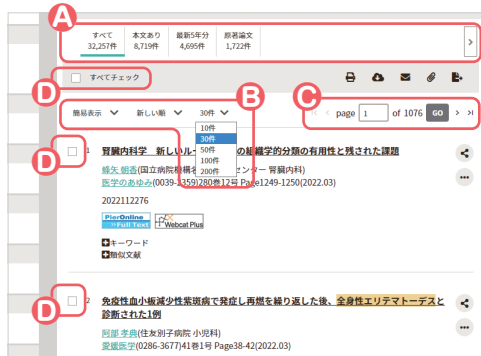 A
すべて 本文あり 最新5年分 原著論文
32,257件 8,719件 4,695件 1,722件
D すべてチェック
B
C
簡易表示 新しい順 30件 page 1 of 1076 GO
10件
30件
50件
100件
200件
D
1 腎臓内科学 新しいルー の組織学的分類の有用性と残された課題
蜂矢 朝香(国立病院機構 センター 腎臓内科)
医学のあゆみ(0039-2359)280巻12号 Page1249-1250(2022.03)
2022112276
PierOnline
Full Text Webcat Plus
キーワード
類似文献
D
2 免疫性血小板減少性紫斑病で発症し再燃を繰り返した後、全身性エリテマトーデスと
診断された1例
阿部 孝典(住友別子病院 小児科)
愛媛医学(0286-3677)41巻1号 Page38-42(2022.03)